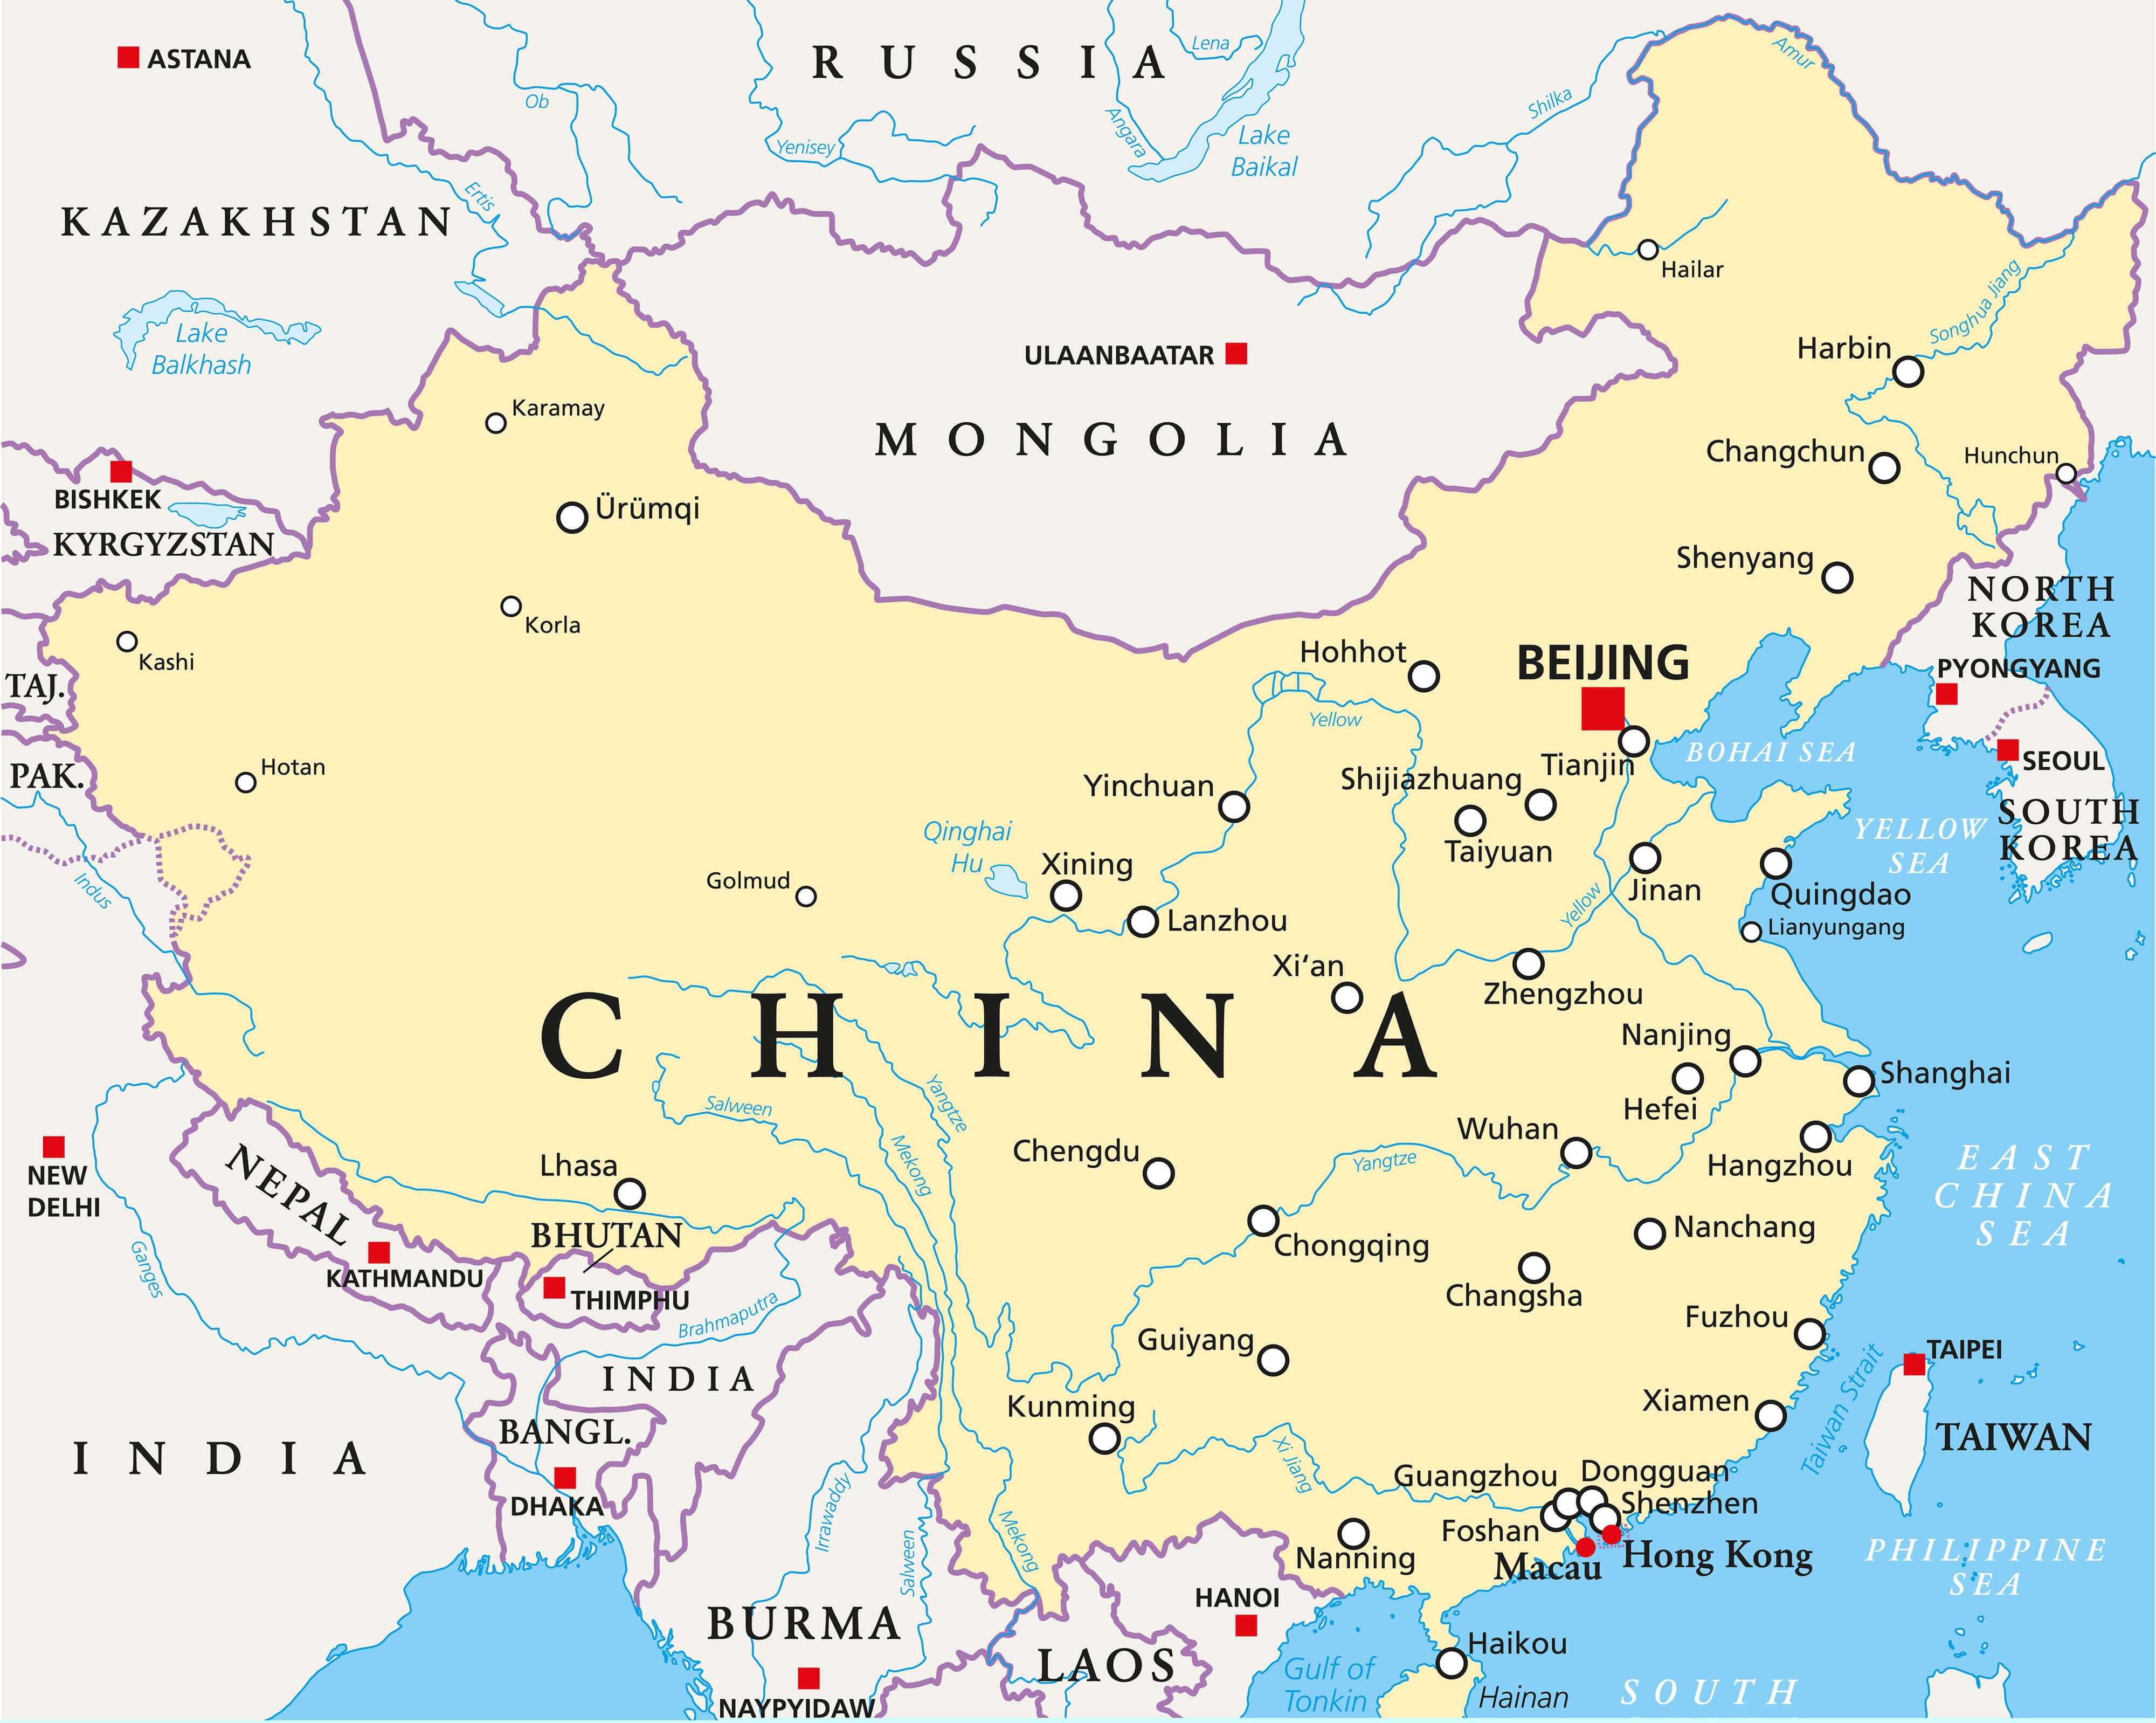 ASTANA
RUSSIA
Lena
Amur
Ob
Yenisey
Angara
Lake
Baikal
Shilka
KAZAKHSTAN
Ertis
Hailar
Lake
Balkhash
ULAANBAATAR
Songhua Jiang
Harbin
Karamay
MONGOLIA
Changchun
Hunchun
BISHKEK
KYRGYZSTAN
Ürümqi
Shenyang
NORTH
KOREA
Korla
Kashi
Hohhot
BEIJING
PYONGYANG
TAJ.
Yellow
BOHAI SEA
SEOUL
PAK.
Hotan
Yinchuan
Shijiazhuang
Tianjin
SOUTH
KOREA
YELLOW
SEA
Qinghai
Hu
Xining
Taiyuan
Golmud
Indus
Jinan
Quingdao
Yellow
Lanzhou
Lianyungang
Xi‘an
Zhengzhou
CHINA
Nanjing
Shanghai
Yangtze
Salween
Hefei
Mekong
Chengdu
Wuhan
Yangtze
Hangzhou
EAST
CHINA
SEA
NEW
DELHI
NEPAL
Lhasa
BHUTAN
Ganges
KATHMANDU
THIMPHU
Brahmaputra
Chongqing
Nanchang
Changsha
Fuzhou
Guiyang
TAIPEI
Taiwan Strait
INDIA
Kunming
Xiamen
BANGL.
TAIWAN
INDIA
Xi Jiang
Guangzhou
Dongguan
Shenzhen
DHAKA
Irrawaddy
Salween
Mekong
Foshan
Nanning
Macau
Hong Kong
PHILIPPINE
SEA
HANOI
BURMA
LAOS
Haikou
Gulf of
Tonkin
Hainan
SOUTH
NAYPYIDAW